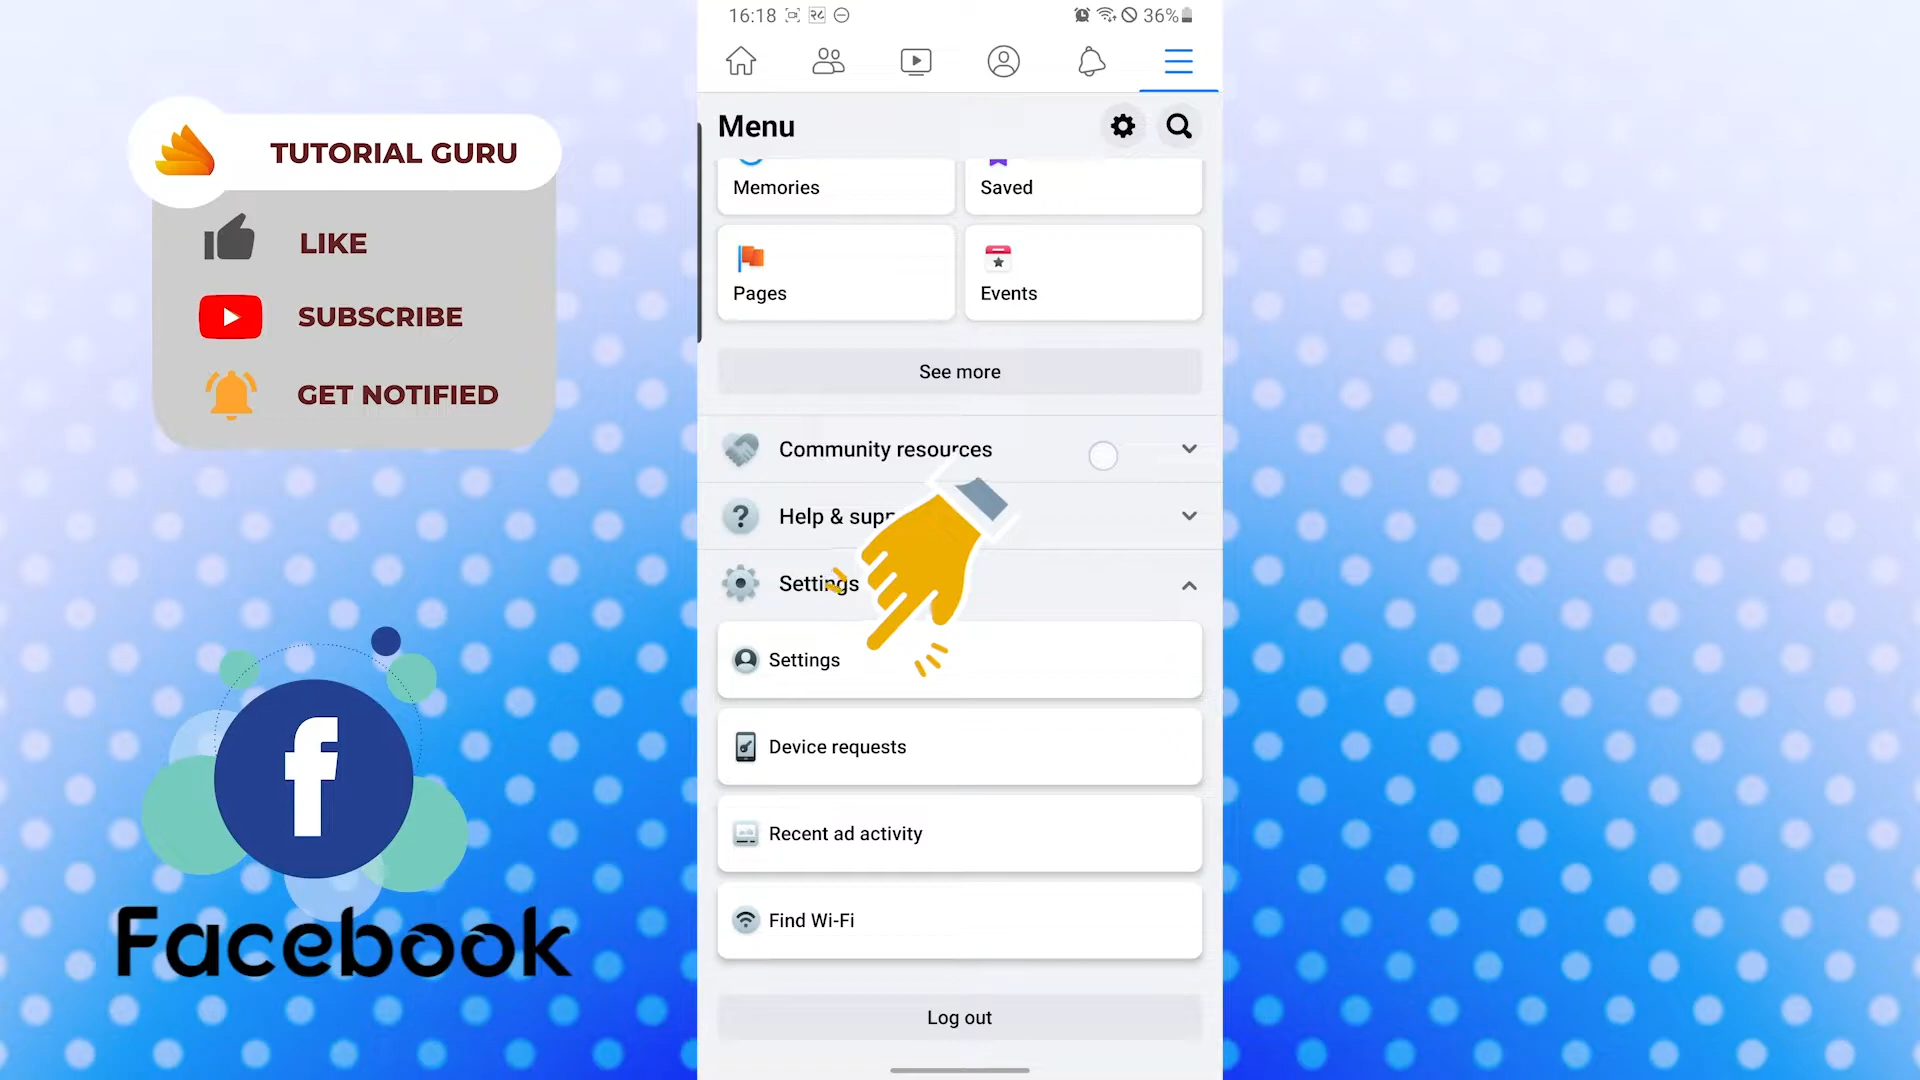 16:18
36%
TUTORIAL GURU
LIKE
SUBSCRIBE
GET NOTIFIED
Facebook
Menu
Memories
Saved
Pages
Events
See more
Community resources
Help & supp
Settings
Settings
Device requests
Recent ad activity
Find Wi-Fi
Log out